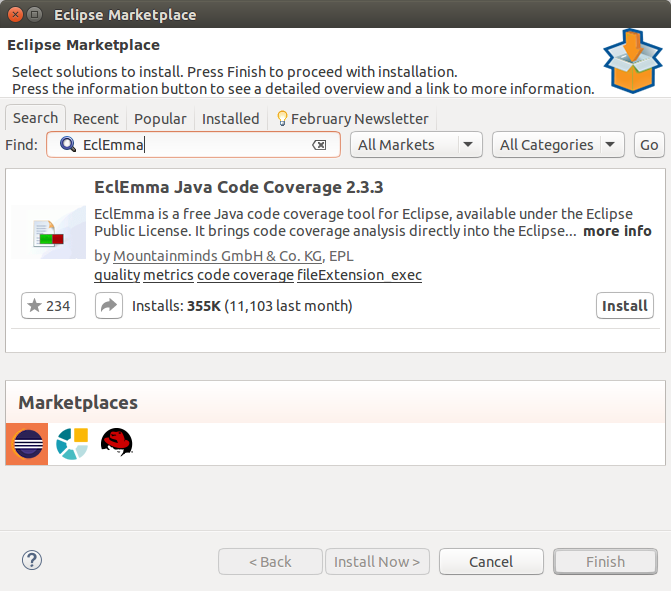 Eclipse Marketplace
Eclipse Marketplace
Select solutions to install. Press Finish to proceed with installation.
Press the information button to see a detailed overview and a link to more information.
Search Recent Popular Installed February Newsletter
Find: EclEmma All Markets All Categories Go
EclEmma Java Code Coverage 2.3.3
EclEmma is a free Java code coverage tool for Eclipse, available under the Eclipse
Public License. It brings code coverage analysis directly into the Eclipse... more info
by Mountainminds GmbH & Co. KG, EPL
quality metrics code coverage fileExtension_exec
234 Installs: 355K (11,103 last month) Install
Marketplaces
? < Back Install Now > Cancel Finish